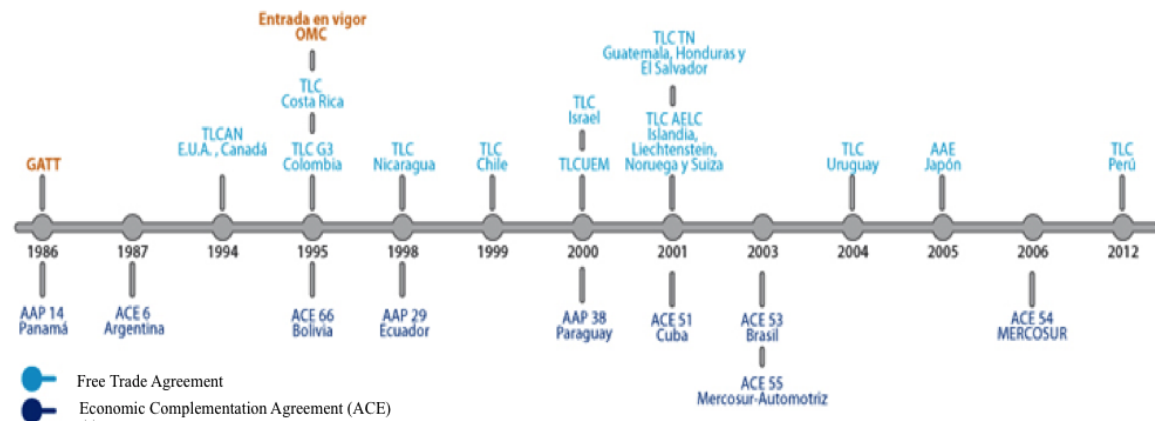 Entrada en vigor
OMC
TLC TN
Guatemala, Honduras y
El Salvador
TLC
Costa Rica
TLC
Israel
TLC AELC
Islandia,
Liechtenstein,
Noruega y Suiza
GATT
TLCAN
E.U.A. , Canadá
TLC G3
Colombia
TLC
Nicaragua
TLC
Chile
TLCUEM
TLC
Uruguay
AAE
Japón
TLC
Perú
1986
1987
1994
1995
1998
1999
2000
2001
2003
2004
2005
2006
2012
AAP 14
Panamá
ACE 6
Argentina
ACE 66
Bolivia
AAP 29
Ecuador
AAP 38
Paraguay
ACE 51
Cuba
ACE 53
Brasil
ACE 54
MERCOSUR
ACE 55
Mercosur-Automotriz
Free Trade Agreement
Economic Complementation Agreement (ACE)